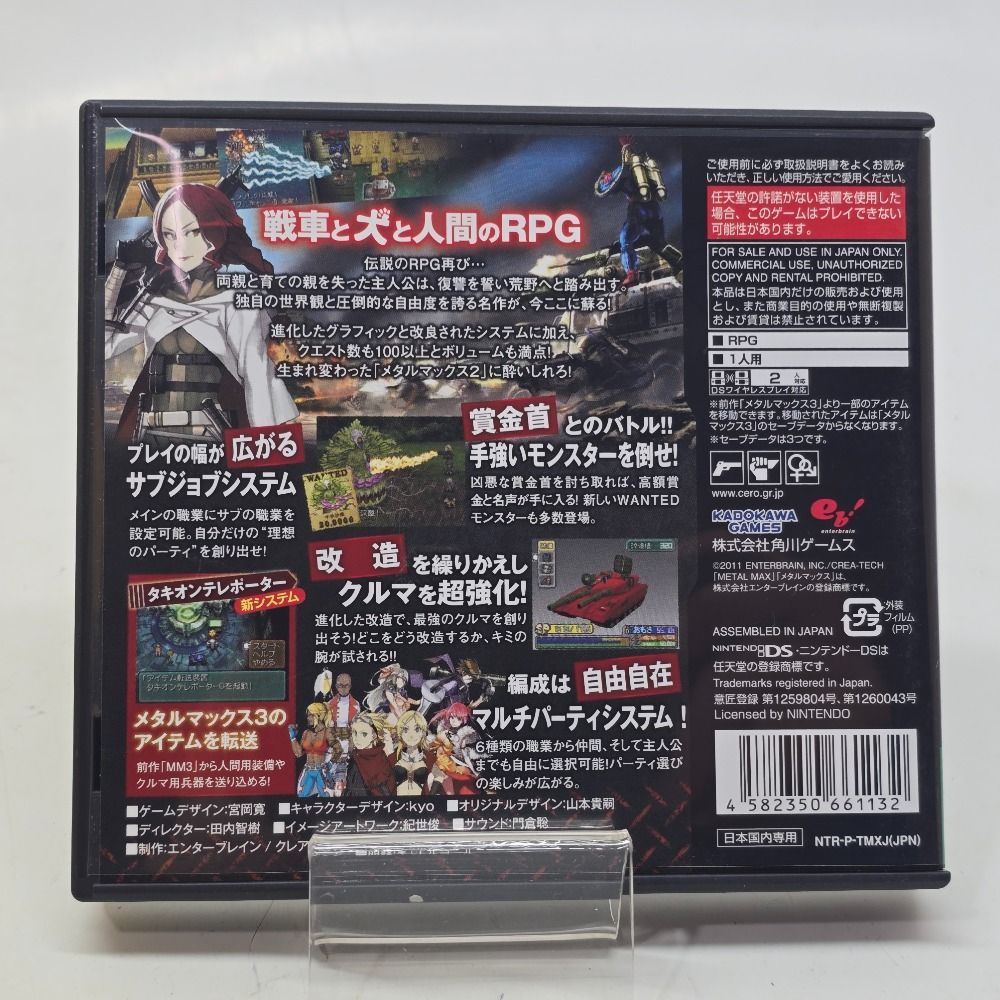 戦車と犬と人間のRPG
伝説のRPG再び…
両親と育ての親を失った主人公は、復讐を誓い荒野へと踏み出す。
独自の世界観と圧倒的な自由度を誇る名作が、今ここに蘇る!
進化したグラフィックと改良されたシステムに加え、
クエスト数も100以上とボリュームも満点!
生まれ変わった「メタルマックス2」に酔いしれろ!
プレイの幅が 広がる
サブジョブシステム
メインの職業にサブの職業を
設定可能。自分だけの"理想
のパーティ"を創り出せ!
WANTED
賞金首 とのバトル!!
手強いモンスターを倒せ!
凶悪な賞金首を討ち取れば、高額賞
金と名声が手に入る! 新しいWANTED
モンスターも多数登場。
改造 を繰りかえし
クルマを超強化!
進化した改造で、最強のクルマを創り
出そう!どこをどう改造するか、キミの
腕が試される!!
タキオンテレポーター
新システム
スタート
ヘルプ
やめる
『アイテム転送装置
タキオンテレポーター』を起動!
メタルマックス3の
アイテムを転送
前作「MM3」から人間用装備や
クルマ用兵器を送り込める!
編成は 自由自在
マルチパーティシステム!
6種類の職業から仲間、そして主人公
までも自由に選択可能!パーティ選び
の楽しみが広がる。
■ゲームデザイン:宮岡寛 ■キャラクターデザイン:kyo ■オリジナルデザイン:山本貴嗣
■ディレクター:田内智樹 ■イメージアートワーク:紀世俊 ■サウンド:門倉聡
■制作:エンターブレイン / クレア
ご使用前に必ず取扱説明書をよくお読み
いただき、正しい使用方法でご愛用ください。
任天堂の許諾がない装置を使用した
場合、このゲームはプレイできない
可能性があります。
FOR SALE AND USE IN JAPAN ONLY.
COMMERCIAL USE, UNAUTHORIZED
COPY AND RENTAL PROHIBITED.
本品は日本国内だけの販売および使用
とし、また商業目的の使用や無断複製
および賃貸は禁止されています。
■ RPG
■ 1人用
2人対応
DSワイヤレスプレイ対応
※前作「メタルマックス3」より一部のアイテム
を移動できます。移動されたアイテムは「メタル
マックス3」のセーブデータからなくなります。
※セーブデータは3つです。
www.cero.gr.jp
KADOKAWA
GAMES
eb!
enterbrain
株式会社角川ゲームス
©2011 ENTERBRAIN, INC./CREA-TECH
「METAL MAX」「メタルマックス」は、
株式会社エンターブレインの登録商標です。
プラ
外装
フィルム
(PP)
ASSEMBLED IN JAPAN
NINTENDO DS・ニンテンドーDSは
任天堂の登録商標です。
Trademarks registered in Japan.
意匠登録 第1259804号、第1260043号
Licensed by NINTENDO
4 582350 661132
日本国内専用
NTR-P-TMXJ(JPN)